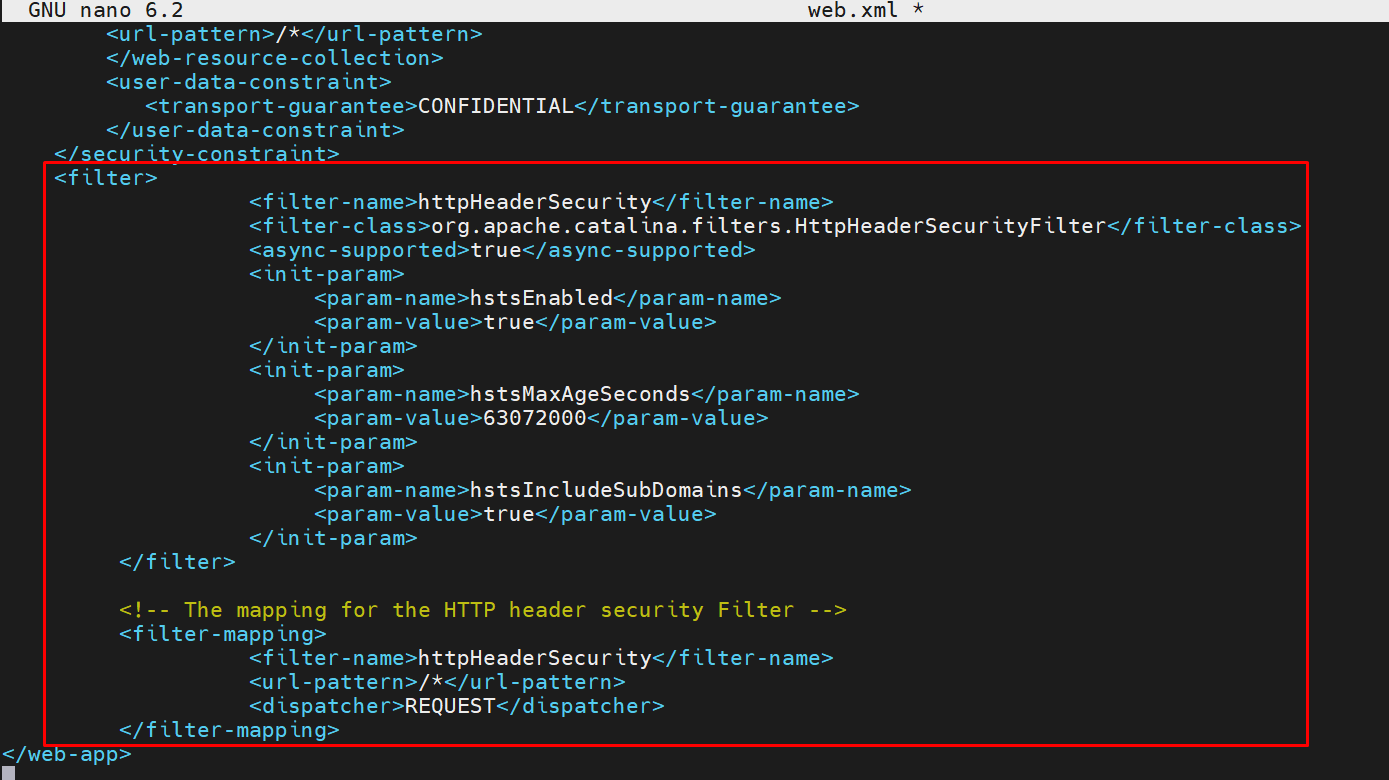 GNU nano 6.2 web.xml *
<url-pattern>/*</url-pattern>
</web-resource-collection>
<user-data-constraint>
<transport-guarantee>CONFIDENTIAL</transport-guarantee>
</user-data-constraint>
</security-constraint>
<filter>
<filter-name>httpHeaderSecurity</filter-name>
<filter-class>org.apache.catalina.filters.HttpHeaderSecurityFilter</filter-class>
<async-supported>true</async-supported>
<init-param>
<param-name>hstsEnabled</param-name>
<param-value>true</param-value>
</init-param>
<init-param>
<param-name>hstsMaxAgeSeconds</param-name>
<param-value>63072000</param-value>
</init-param>
<init-param>
<param-name>hstsIncludeSubDomains</param-name>
<param-value>true</param-value>
</init-param>
</filter>
<!-- The mapping for the HTTP header security Filter -->
<filter-mapping>
<filter-name>httpHeaderSecurity</filter-name>
<url-pattern>/*</url-pattern>
<dispatcher>REQUEST</dispatcher>
</filter-mapping>
</web-app>